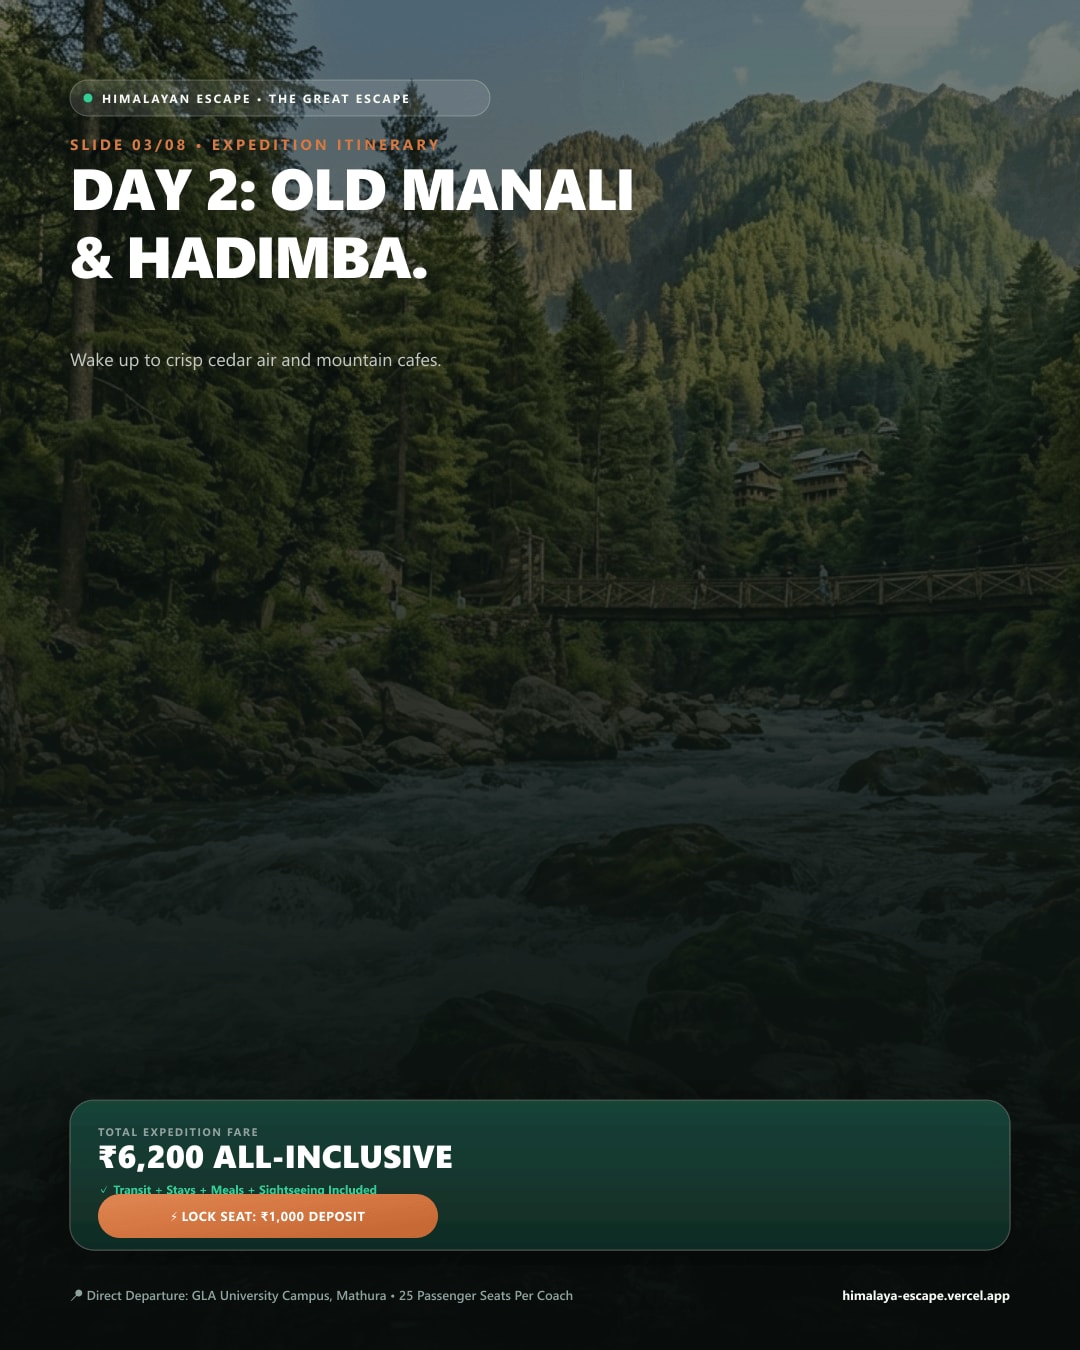 HIMALAYAN ESCAPE • THE GREAT ESCAPE
SLIDE 03/08 • EXPEDITION ITINERARY
DAY 2: OLD MANALI
& HADIMBA.
Wake up to crisp cedar air and mountain cafes.
TOTAL EXPEDITION FARE
₹6,200 ALL-INCLUSIVE
✓ Transit + Stays + Meals + Sightseeing Included
⚡ LOCK SEAT: ₹1,000 DEPOSIT
📍 Direct Departure: GLA University Campus, Mathura • 25 Passenger Seats Per Coach
himalaya-escape.vercel.app